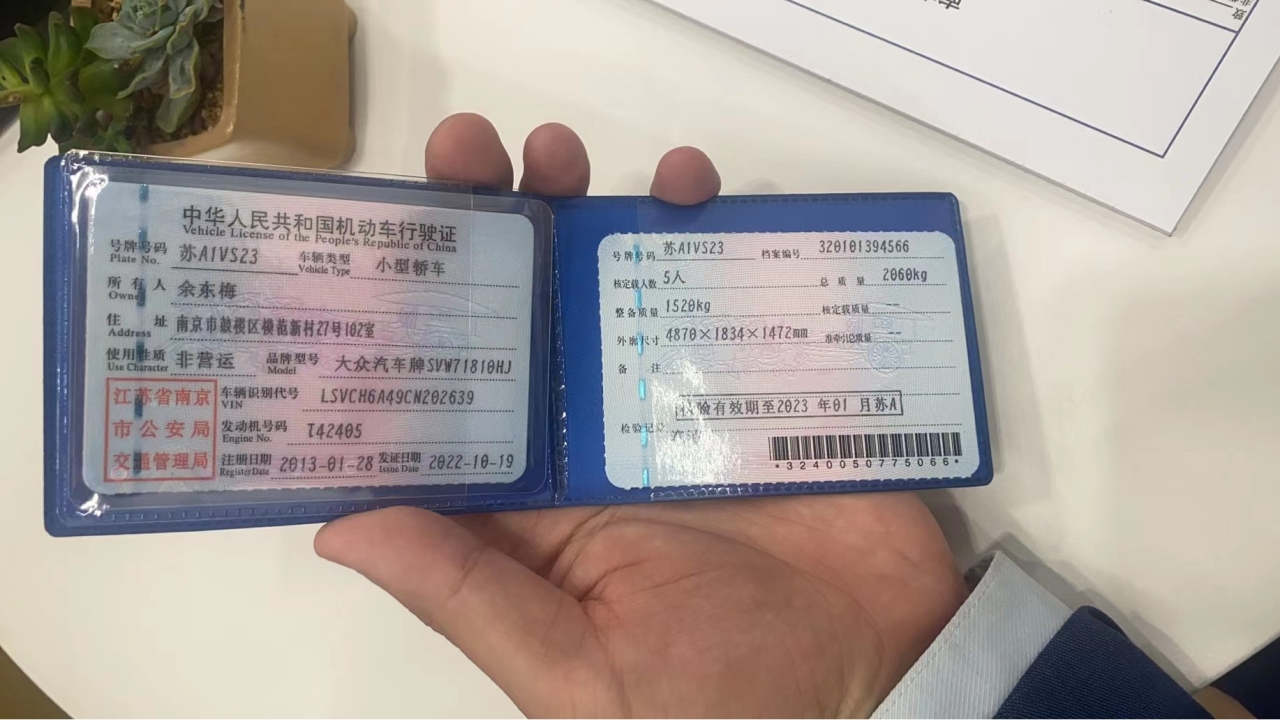 中华人民共和国机动车行驶证
Vehicle License of the People's Republic of China
号牌号码 苏A1VS23 车辆类型 小型轿车
Plate No. Vehicle Type
所有人 余东梅
Owner
住址 南京市鼓楼区模范新村27号102室
Address
使用性质 非营运 品牌型号 大众汽车牌SVW71810HJ
Use Character Model
江苏省南京
市公安局
交通管理局
车辆识别代号 LSVCH6A49CN202639
VIN
发动机号码 T42405
Engine No.
注册日期 2013-01-28 发证日期 2022-10-19
Register Date Issue Date
号牌号码 苏A1VS23 档案编号 320101394566
核定载人数 5人 总质量 2060kg
整备质量 1520kg 核定载质量 --
外廓尺寸 4870×1834×1472mm 准牵引总质量 --
备注
检验有效期至2023年01月苏A
检验记录
*3240050775066*